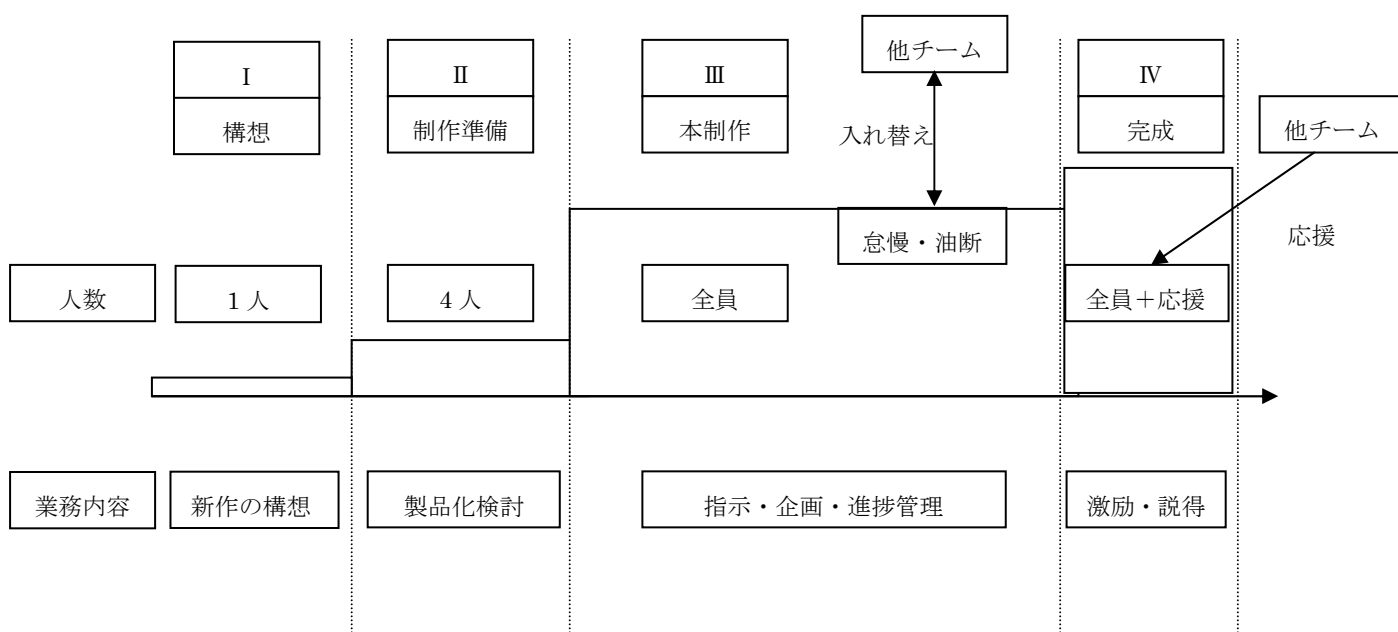 他チーム
Ⅰ
Ⅱ
Ⅲ
Ⅳ
構想
制作準備
本制作
入れ替え
完成
他チーム
怠慢・油断
応援
人数
1人
4人
全員
全員＋応援
業務内容
新作の構想
製品化検討
指示・企画・進捗管理
激励・説得